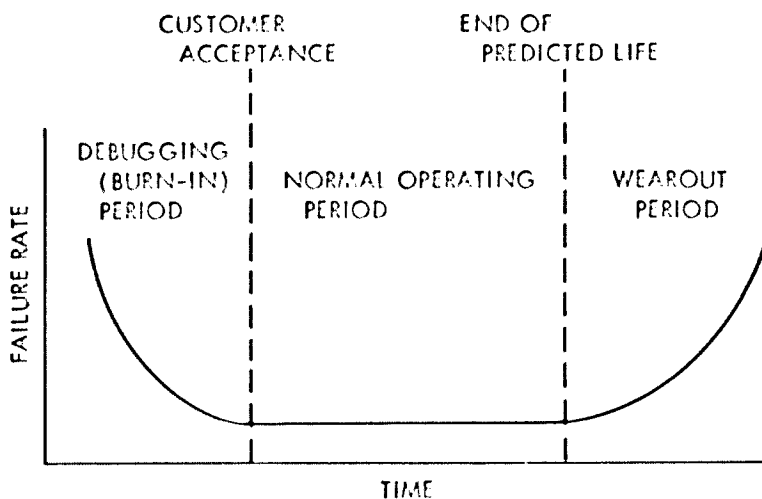 CUSTOMER
ACCEPTANCE
END OF
PREDICTED LIFE
DEBUGGING
(BURN-IN)
PERIOD
NORMAL OPERATING
PERIOD
WEAROUT
PERIOD
FAILURE RATE
TIME